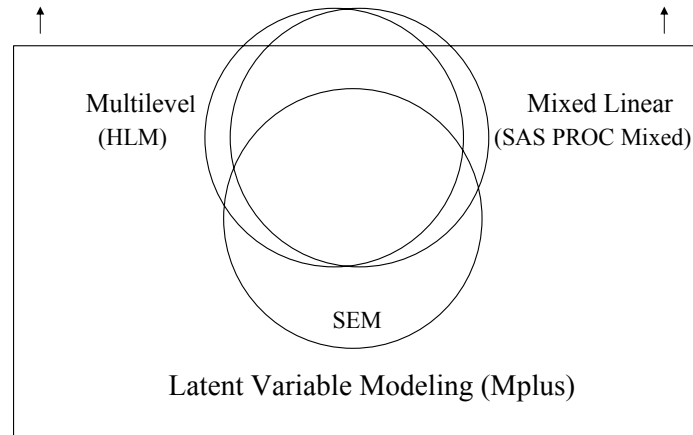 Multilevel
(HLM)
Mixed Linear
(SAS PROC Mixed)
SEM
Latent Variable Modeling (Mplus)